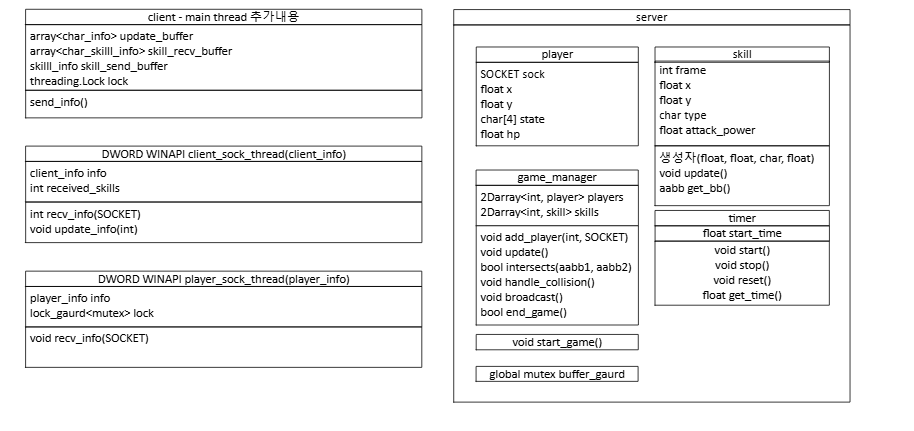 client - main thread 추가내용
array<char_info> update_buffer
array<char_skilll_info> skill_recv_buffer
skilll_info skill_send_buffer
threading.Lock lock
send_info()
DWORD WINAPI client_sock_thread(client_info)
client_info info
int received_skills
int recv_info(SOCKET)
void update_info(int)
DWORD WINAPI player_sock_thread(player_info)
player_info info
lock_gaurd<mutex> lock
void recv_info(SOCKET)
server
player
SOCKET sock
float x
float y
char[4] state
float hp
game_manager
2Darray<int, player> players
2Darray<int, skill> skills
void add_player(int, SOCKET)
void update()
bool intersects(aabb1, aabb2)
void handle_collision()
void broadcast()
bool end_game()
void start_game()
global mutex buffer_gaurd
skill
int frame
float x
float y
char type
float attack_power
생성자(float, float, char, float)
void update()
aabb get_bb()
timer
float start_time
void start()
void stop()
void reset()
float get_time()